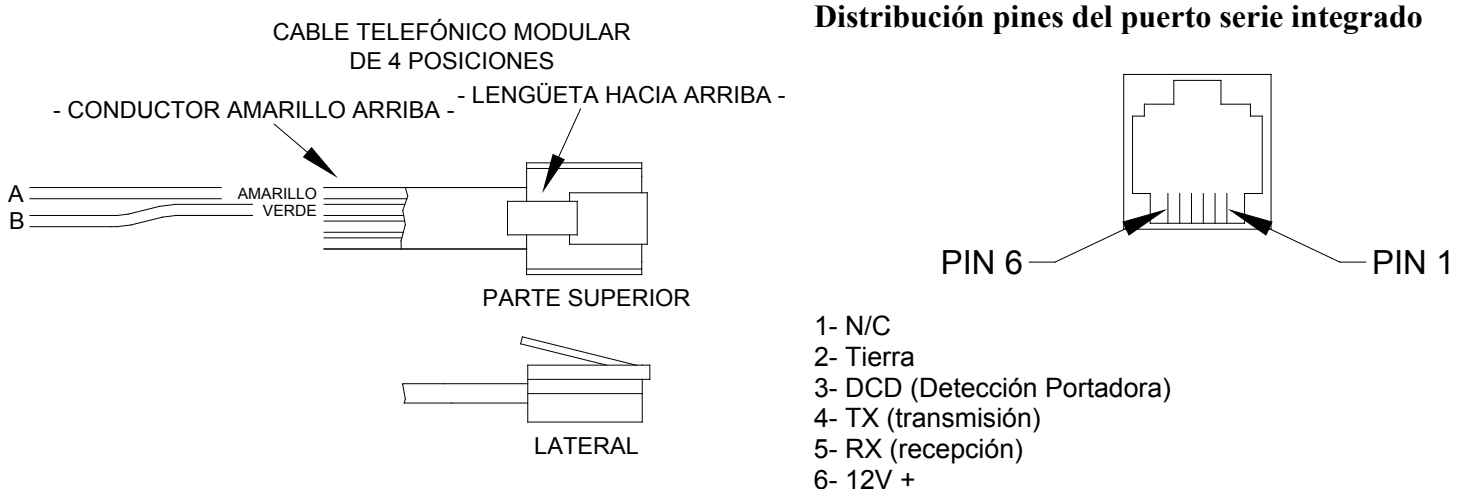 CABLE TELEFÓNICO MODULAR
DE 4 POSICIONES
- CONDUCTOR AMARILLO ARRIBA -
- LENGÜETA HACIA ARRIBA -
A
AMARILLO
B
VERDE
PARTE SUPERIOR
LATERAL
Distribución pines del puerto serie integrado
PIN 6
PIN 1
1- N/C
2- Tierra
3- DCD (Detección Portadora)
4- TX (transmisión)
5- RX (recepción)
6- 12V +